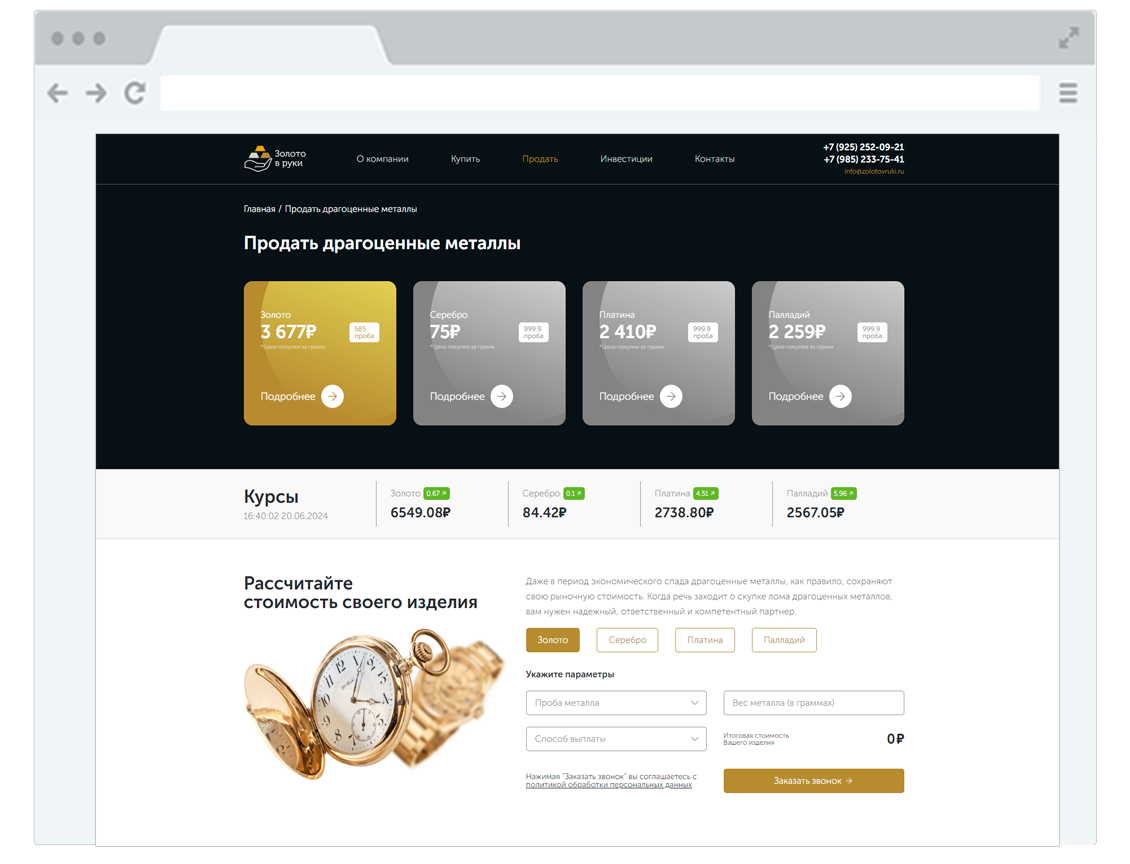 Золото
в руки
О компании
Купить
Продать
Инвестиции
Контакты
+7 (925) 252-09-21
+7 (985) 233-75-41
info@zolotovruki.ru
Главная / Продать драгоценные металлы
Продать драгоценные металлы
Золото
3 677₽
585
проба
*Цена покупки за грамм
Подробнее
Серебро
75₽
999.9
проба
*Цена покупки за грамм
Подробнее
Платина
2 410₽
999.9
проба
*Цена покупки за грамм
Подробнее
Палладий
2 259₽
999.9
проба
*Цена покупки за грамм
Подробнее
Курсы
16:40:02 20.06.2024
Золото 0.67
6549.08₽
Серебро 0.1
84.42₽
Платина 4.51
2738.80₽
Палладий 5.96
2567.05₽
Рассчитайте
стоимость своего изделия
Даже в период экономического спада драгоценные металлы, как правило, сохраняют
свою рыночную стоимость. Когда речь заходит о скупке лома драгоценных металлов,
вам нужен надежный, ответственный и компетентный партнер.
Золото
Серебро
Платина
Палладий
Укажите параметры
Проба металла
Вес металла (в граммах)
Способ выплаты
Итоговая стоимость
Вашего изделия
0₽
Нажимая "Заказать звонок" вы соглашаетесь с
политикой обработки персональных данных
Заказать звонок →